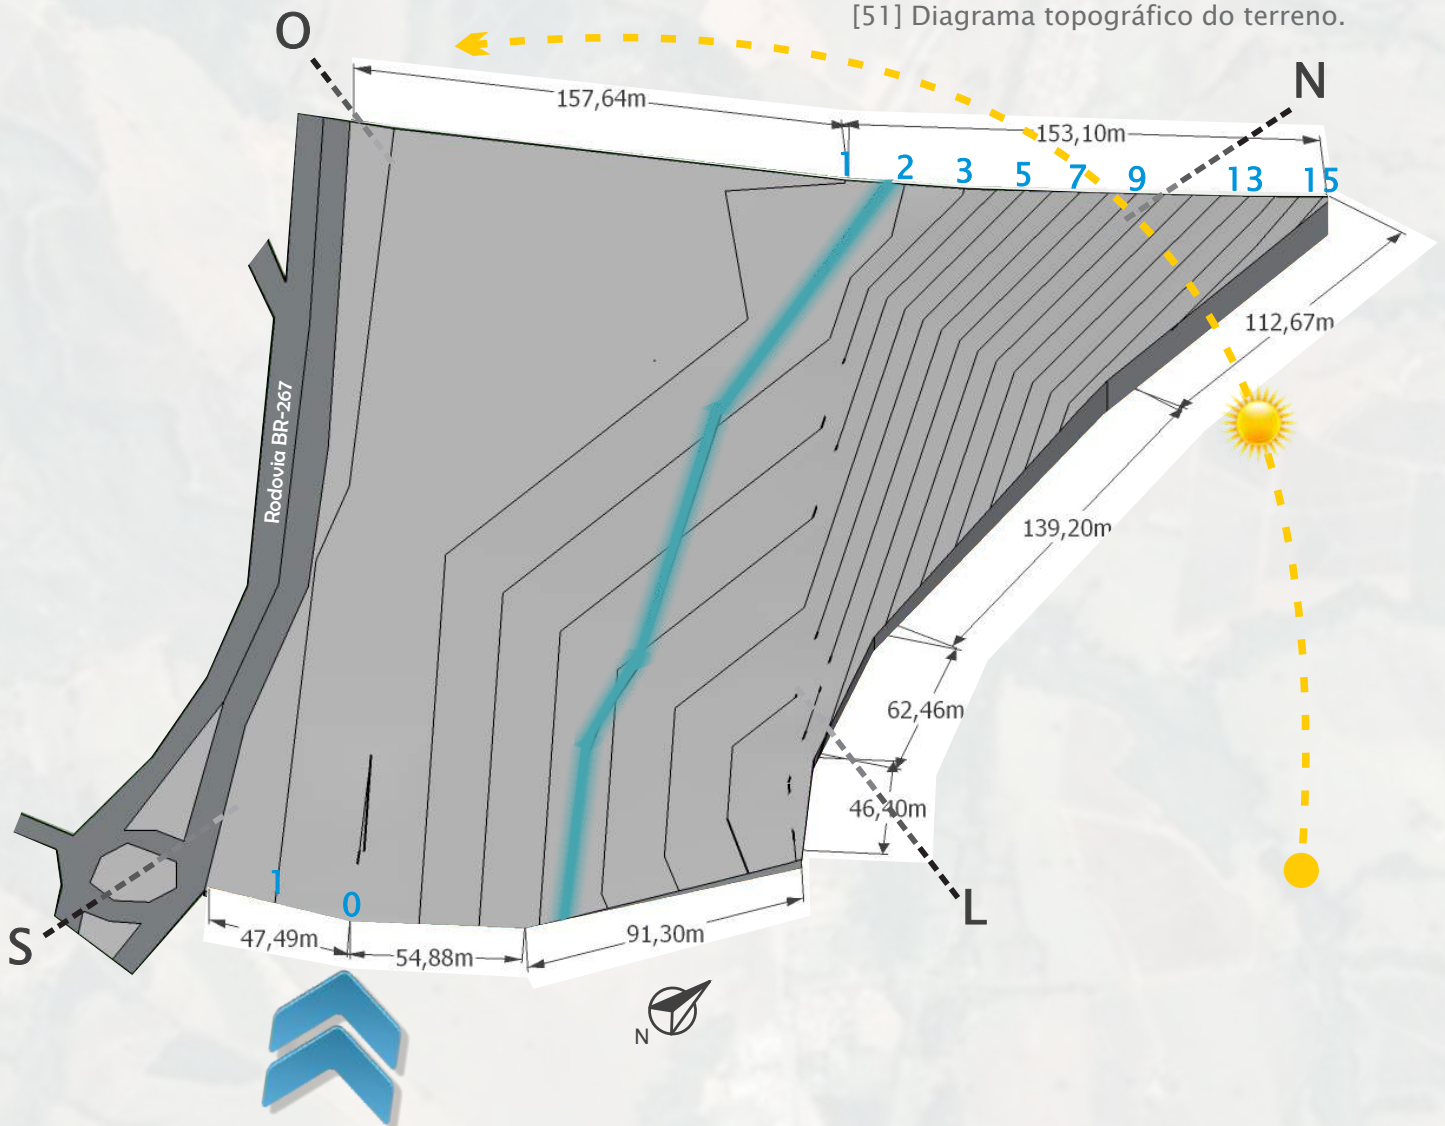 [51] Diagrama topográfico do terreno.
O
N
157,64m
153,10m
1 2 3 5 7 9 13 15
112,67m
Rodovia BR-267
139,20m
62,46m
46,40m
1
0
L
S
47,49m
54,88m
91,30m
N